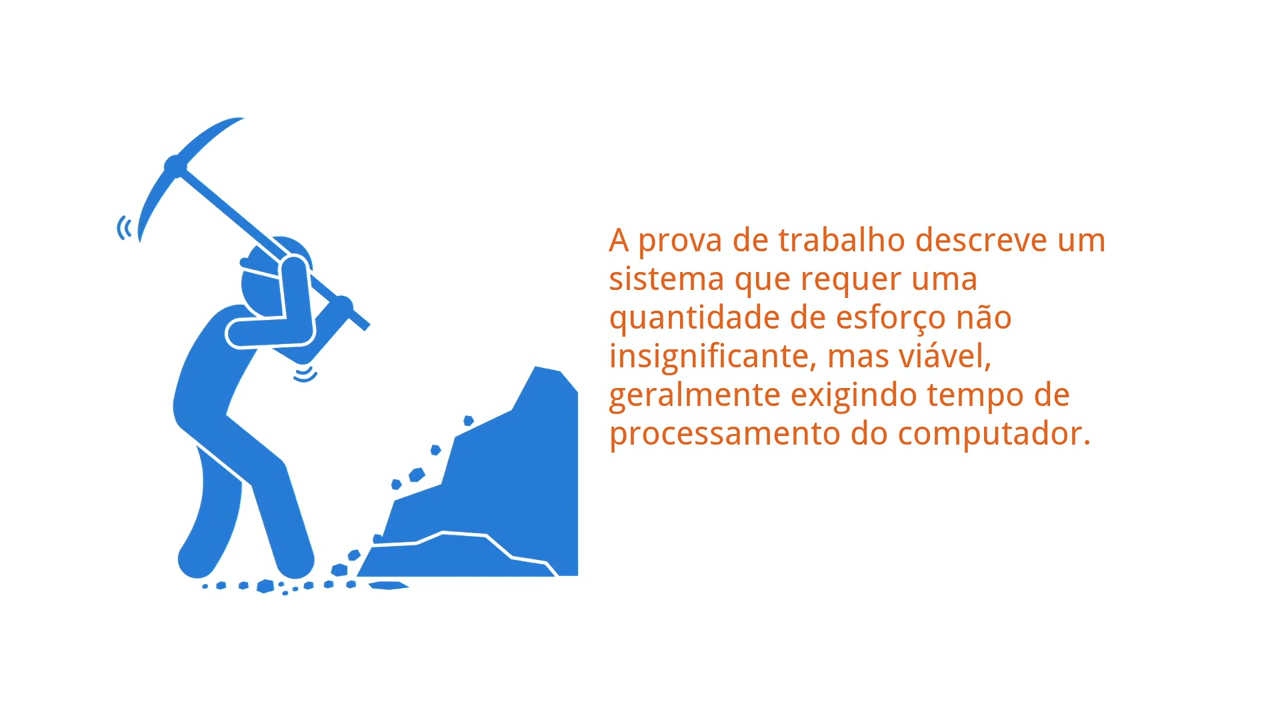 A prova de trabalho descreve um
sistema que requer uma
quantidade de esforço não
insignificante, mas viável,
geralmente exigindo tempo de
processamento do computador.